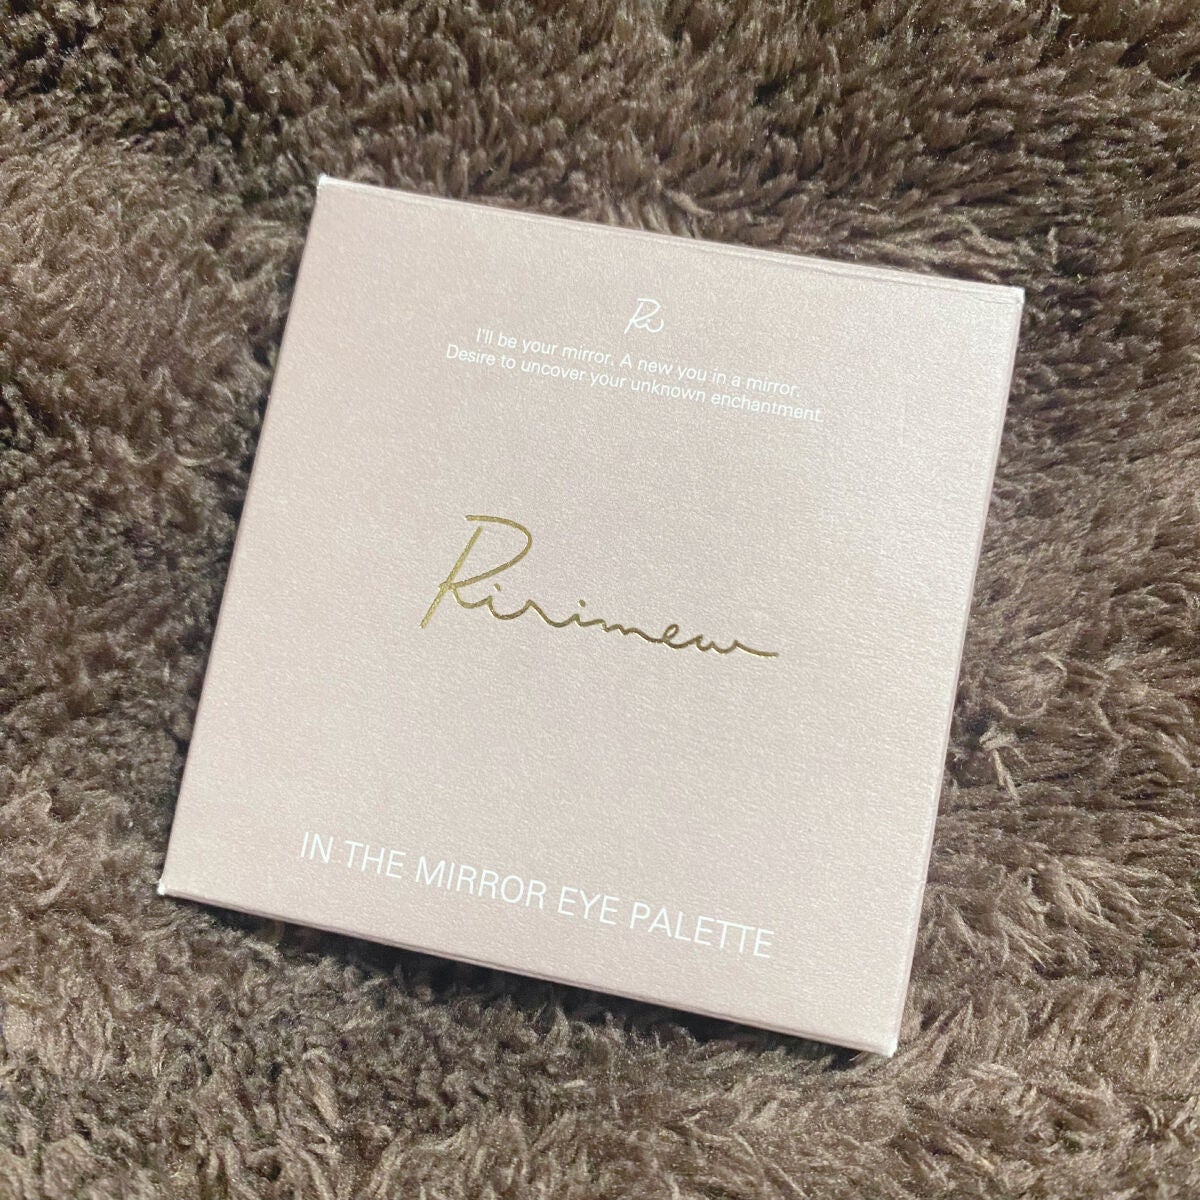 Ri
I'll be your mirror. A new you in a mirror.
Desire to uncover your unknown enchantment.
Ririmew
IN THE MIRROR EYE PALETTE